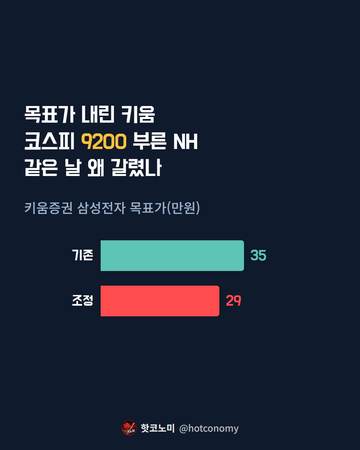 목표가 내린 키움
코스피 9200 부른 NH
같은 날 왜 갈렸나
키움증권 삼성전자 목표가(만원)
기존 35
조정 29
핫코노미 @hotconomy